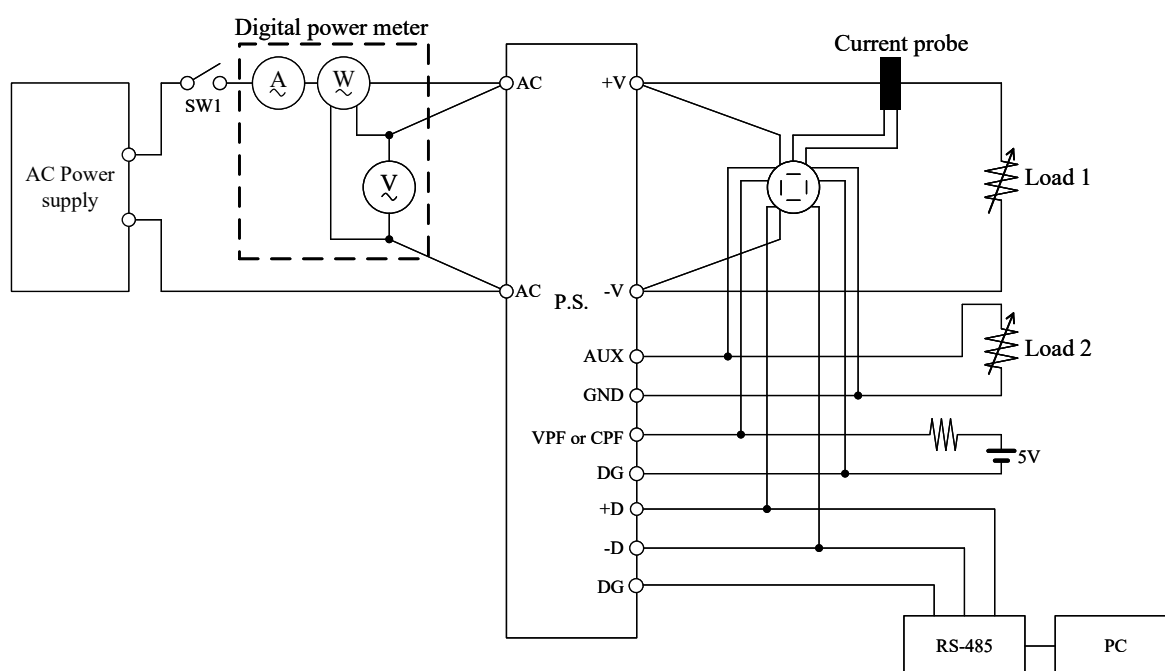 Digital power meter
Current probe
A
W
AC
+V
SW1
AC Power
supply
V
Load 1
AC
-V
P.S.
AUX
Load 2
GND
VPF or CPF
5V
DG
+D
-D
DG
RS-485
PC